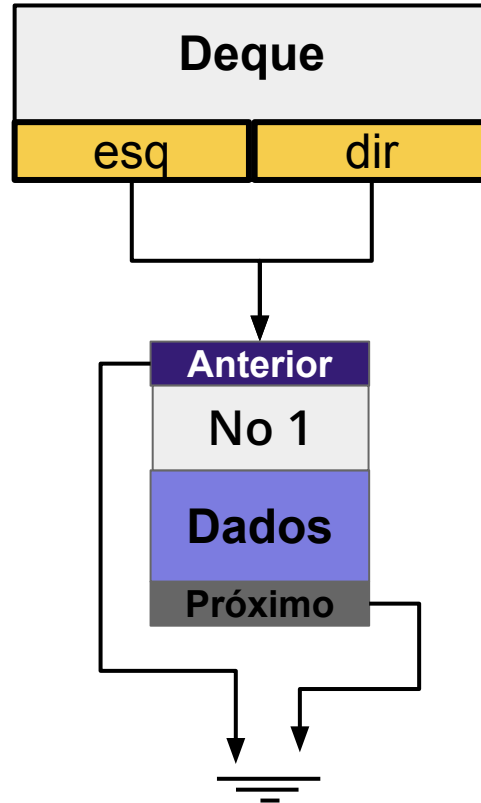 Deque
esq dir
Anterior
No 1
Dados
Próximo